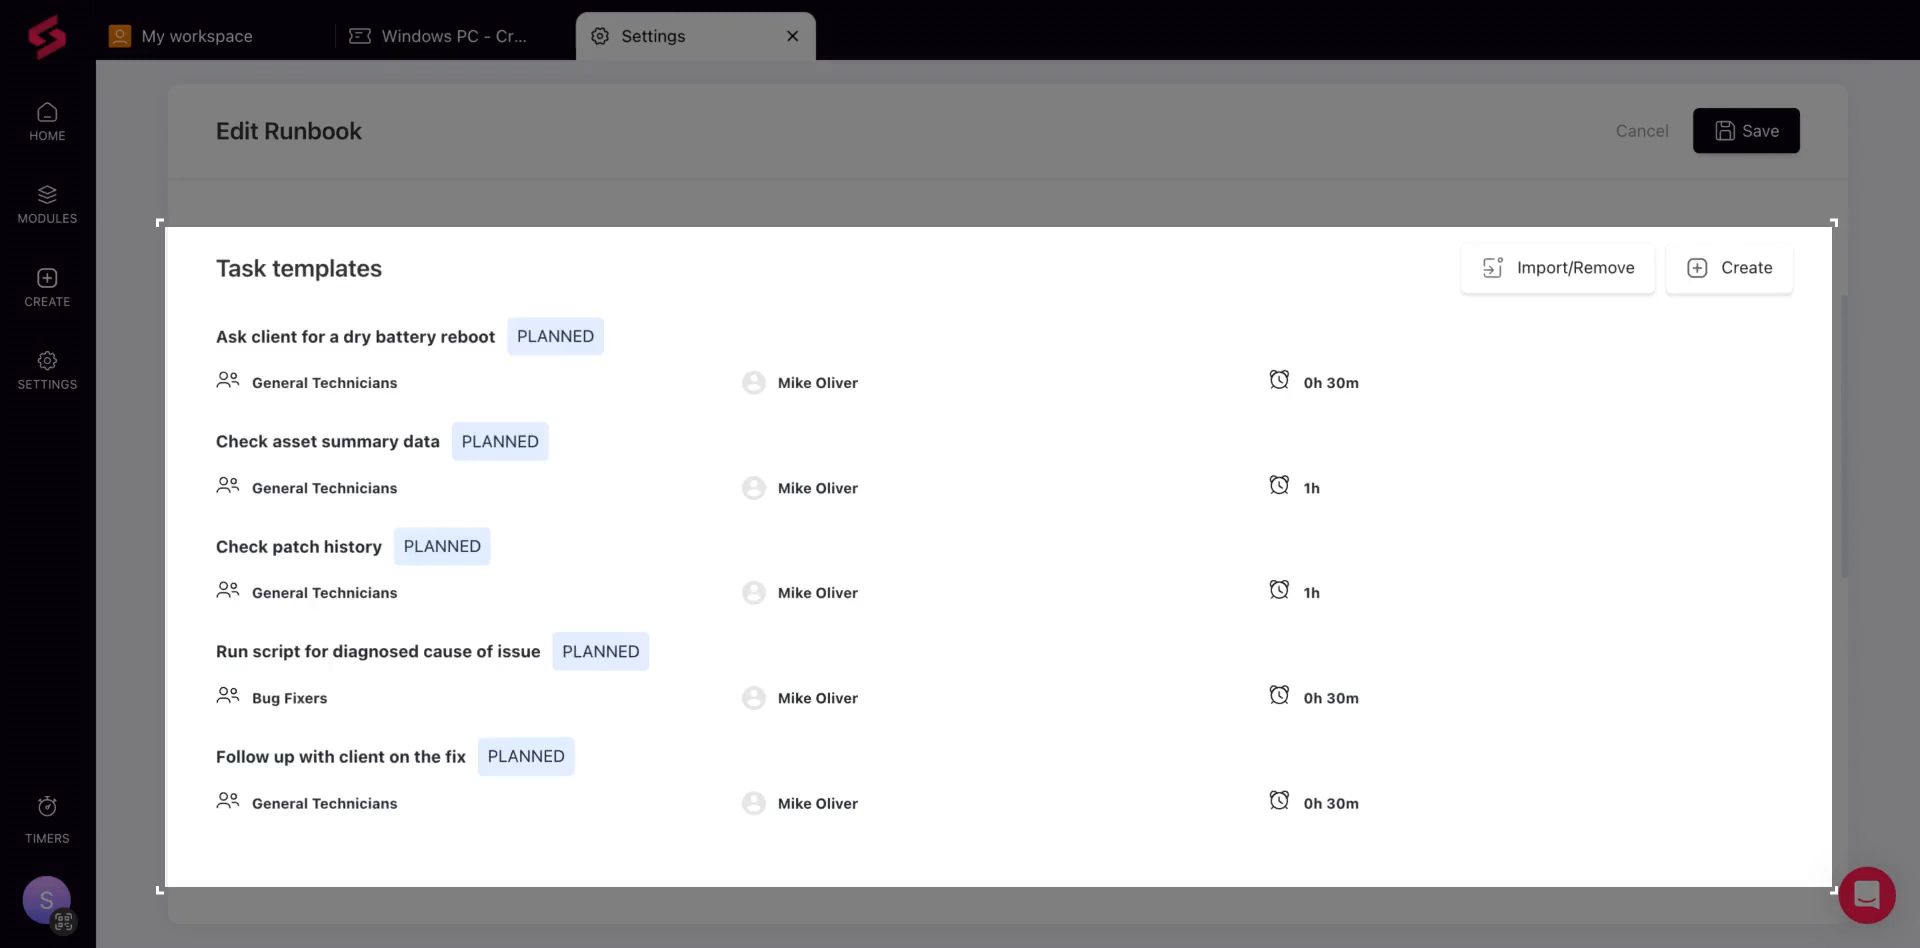 My workspace
Windows PC - Cr...
Settings
HOME
MODULES
CREATE
SETTINGS
TIMERS
S
Edit Runbook
Cancel
Save
Task templates
Import/Remove
Create
Ask client for a dry battery reboot PLANNED
General Technicians Mike Oliver 0h 30m
Check asset summary data PLANNED
General Technicians Mike Oliver 1h
Check patch history PLANNED
General Technicians Mike Oliver 1h
Run script for diagnosed cause of issue PLANNED
Bug Fixers Mike Oliver 0h 30m
Follow up with client on the fix PLANNED
General Technicians Mike Oliver 0h 30m